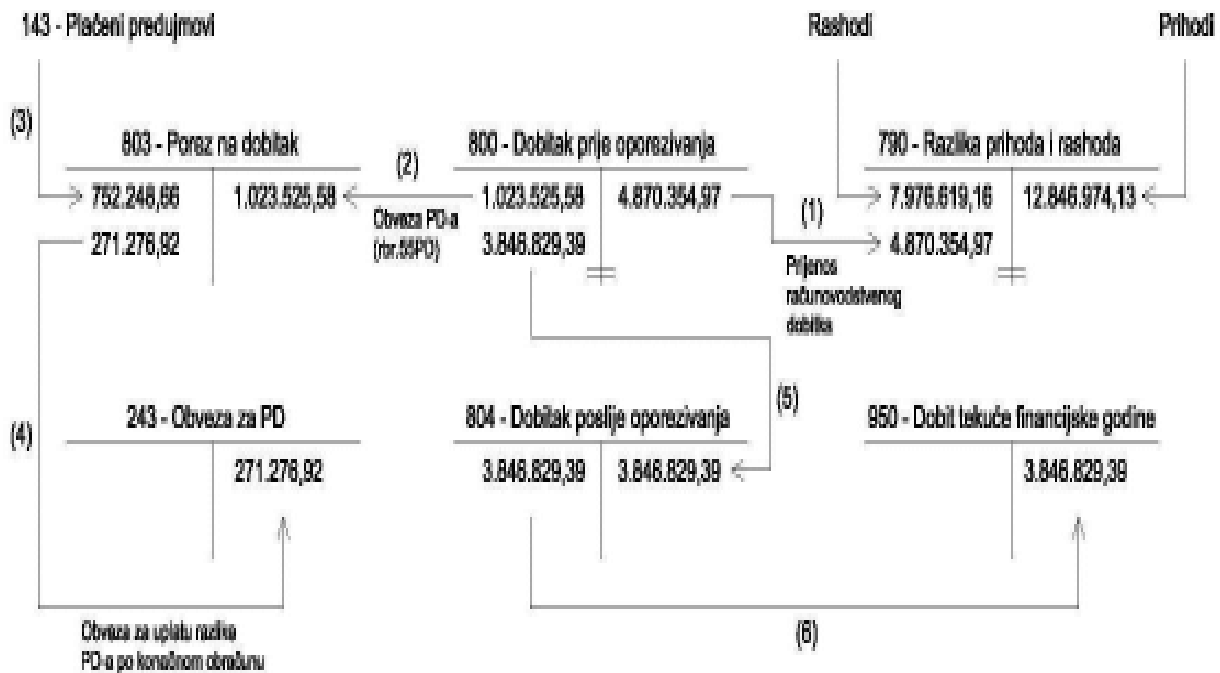 143 - Plaćeni predujmovi
Rashodi
Prihodi
(3)
803 - Porez na dobitak
(2)
800 - Dobitak prije oporezivanja
790 - Razlika prihoda i rashoda
752.248,66
1.023.525,58
1.023.525,58
4.870.354,97
7.976.619,16
12.846.974,13
271.276,92
Obveza PD-a
(rbr.55PD)
3.846.829,39
(1)
4.870.354,97
Prijenos
računovodstvenog
dobitka
(4)
243 - Obveza za PD
804 - Dobitak poslije oporezivanja
(5)
950 - Dobit tekuće financijske godine
271.276,92
3.846.829,39
3.846.829,39
3.846.829,39
Obveza za uplatu razlike
PD-a po konačnom obračunu
(6)